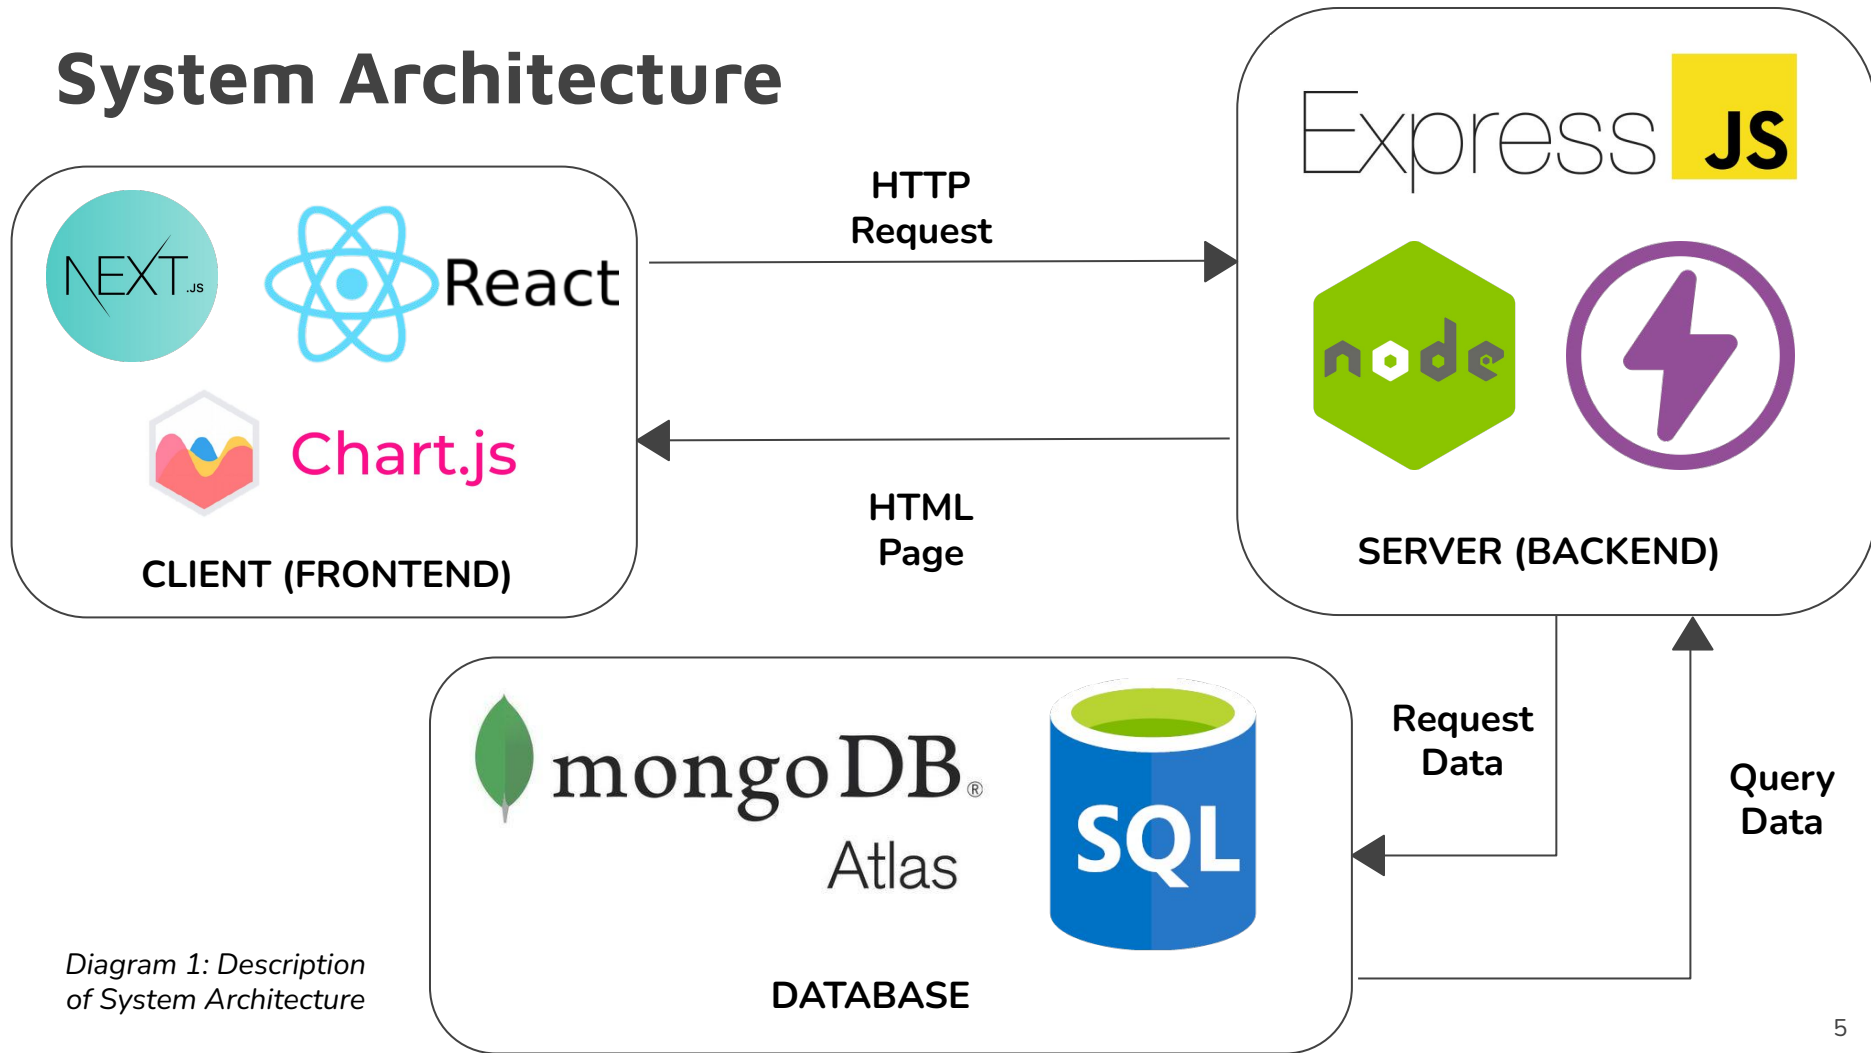 System Architecture
Express JS
HTTP
Request
NEXT.JS
React
node
Chart.js
HTML
Page
CLIENT (FRONTEND)
SERVER (BACKEND)
mongoDB®
Atlas
SQL
Request
Data
Query
Data
DATABASE
Diagram 1: Description
of System Architecture
5